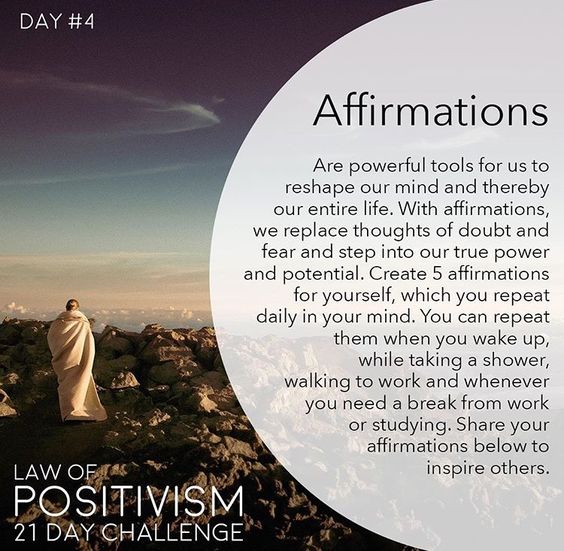 DAY #4
Affirmations
Are powerful tools for us to
reshape our mind and thereby
our entire life. With affirmations,
we replace thoughts of doubt and
fear and step into our true power
and potential. Create 5 affirmations
for yourself, which you repeat
daily in your mind. You can repeat
them when you wake up,
while taking a shower,
walking to work and whenever
you need a break from work
or studying. Share your
affirmations below to
inspire others.
LAW OF
POSITIVISM
21 DAY CHALLENGE